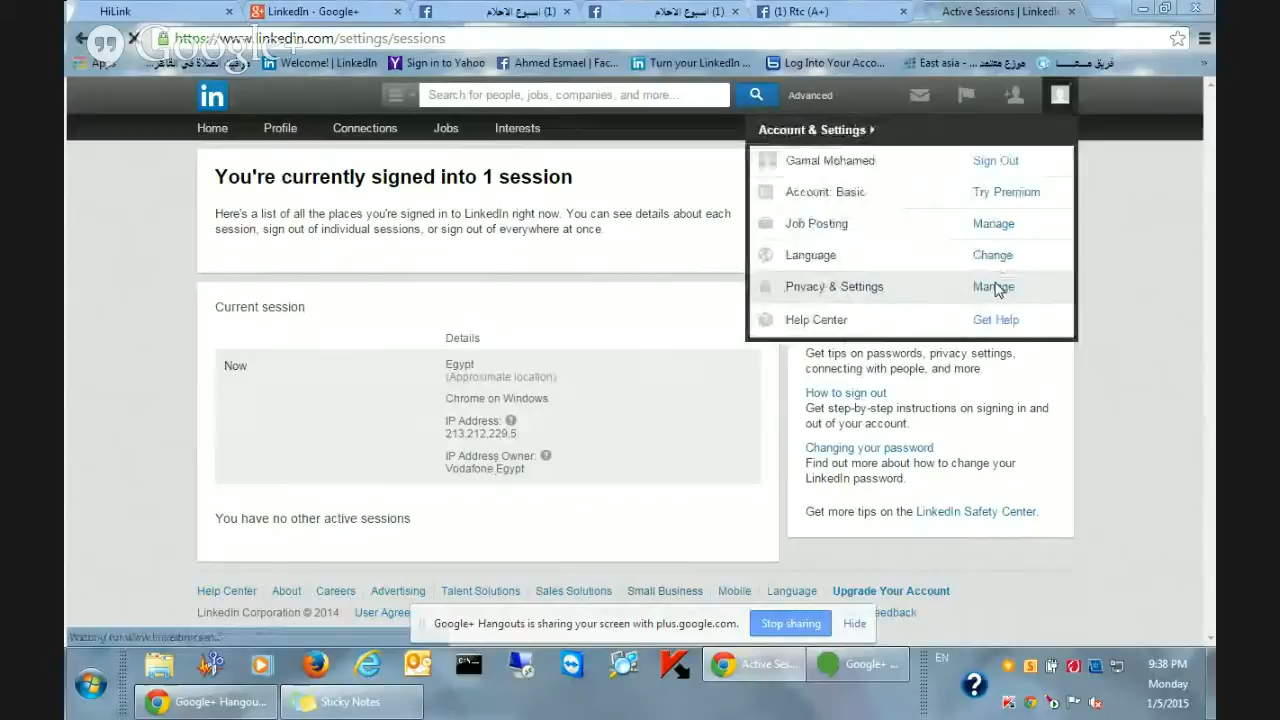 HiLink
LinkedIn - Google+
(1) اسبوع الاحلام
(1) اسبوع الاحلام
(1) Rtc (A+)
Active Sessions | LinkedI
Google+
https://www.linkedin.com/settings/sessions
Apps
Welcome! | LinkedIn
Sign in to Yahoo
Ahmed Esmael | Fac...
Turn your LinkedIn ...
Log Into Your Acco...
East asia - موزع معتمد...
in
Search for people, jobs, companies, and more...
Advanced
Home
Profile
Connections
Jobs
Interests
Account & Settings
Gamal Mohamed
Sign Out
Account: Basic
Try Premium
Job Posting
Manage
Language
Change
Privacy & Settings
Manage
Help Center
Get Help
You're currently signed into 1 session
Here's a list of all the places you're signed in to LinkedIn right now. You can see details about each
session, sign out of individual sessions, or sign out of everywhere at once.
Current session
Details
Now
Egypt
(Approximate location)
Chrome on Windows
IP Address:
213.212.229.5
IP Address Owner:
Vodafone Egypt
You have no other active sessions
Get tips on passwords, privacy settings,
connecting with people, and more
How to sign out
Get step-by-step instructions on signing in and
out of your account.
Changing your password
Find out more about how to change your
LinkedIn password.
Get more tips on the LinkedIn Safety Center.
Help Center
About
Careers
Advertising
Talent Solutions
Sales Solutions
Small Business
Mobile
Language
Upgrade Your Account
LinkedIn Corporation © 2014
User Agree
eedback
Google+ Hangouts is sharing your screen with plus.google.com.
Stop sharing
Hide
Waiting for www.linkedin.com...
Active Ses...
Google+ ...
EN
9:38 PM
Monday
1/5/2015
Google+ Hangou...
Sticky Notes